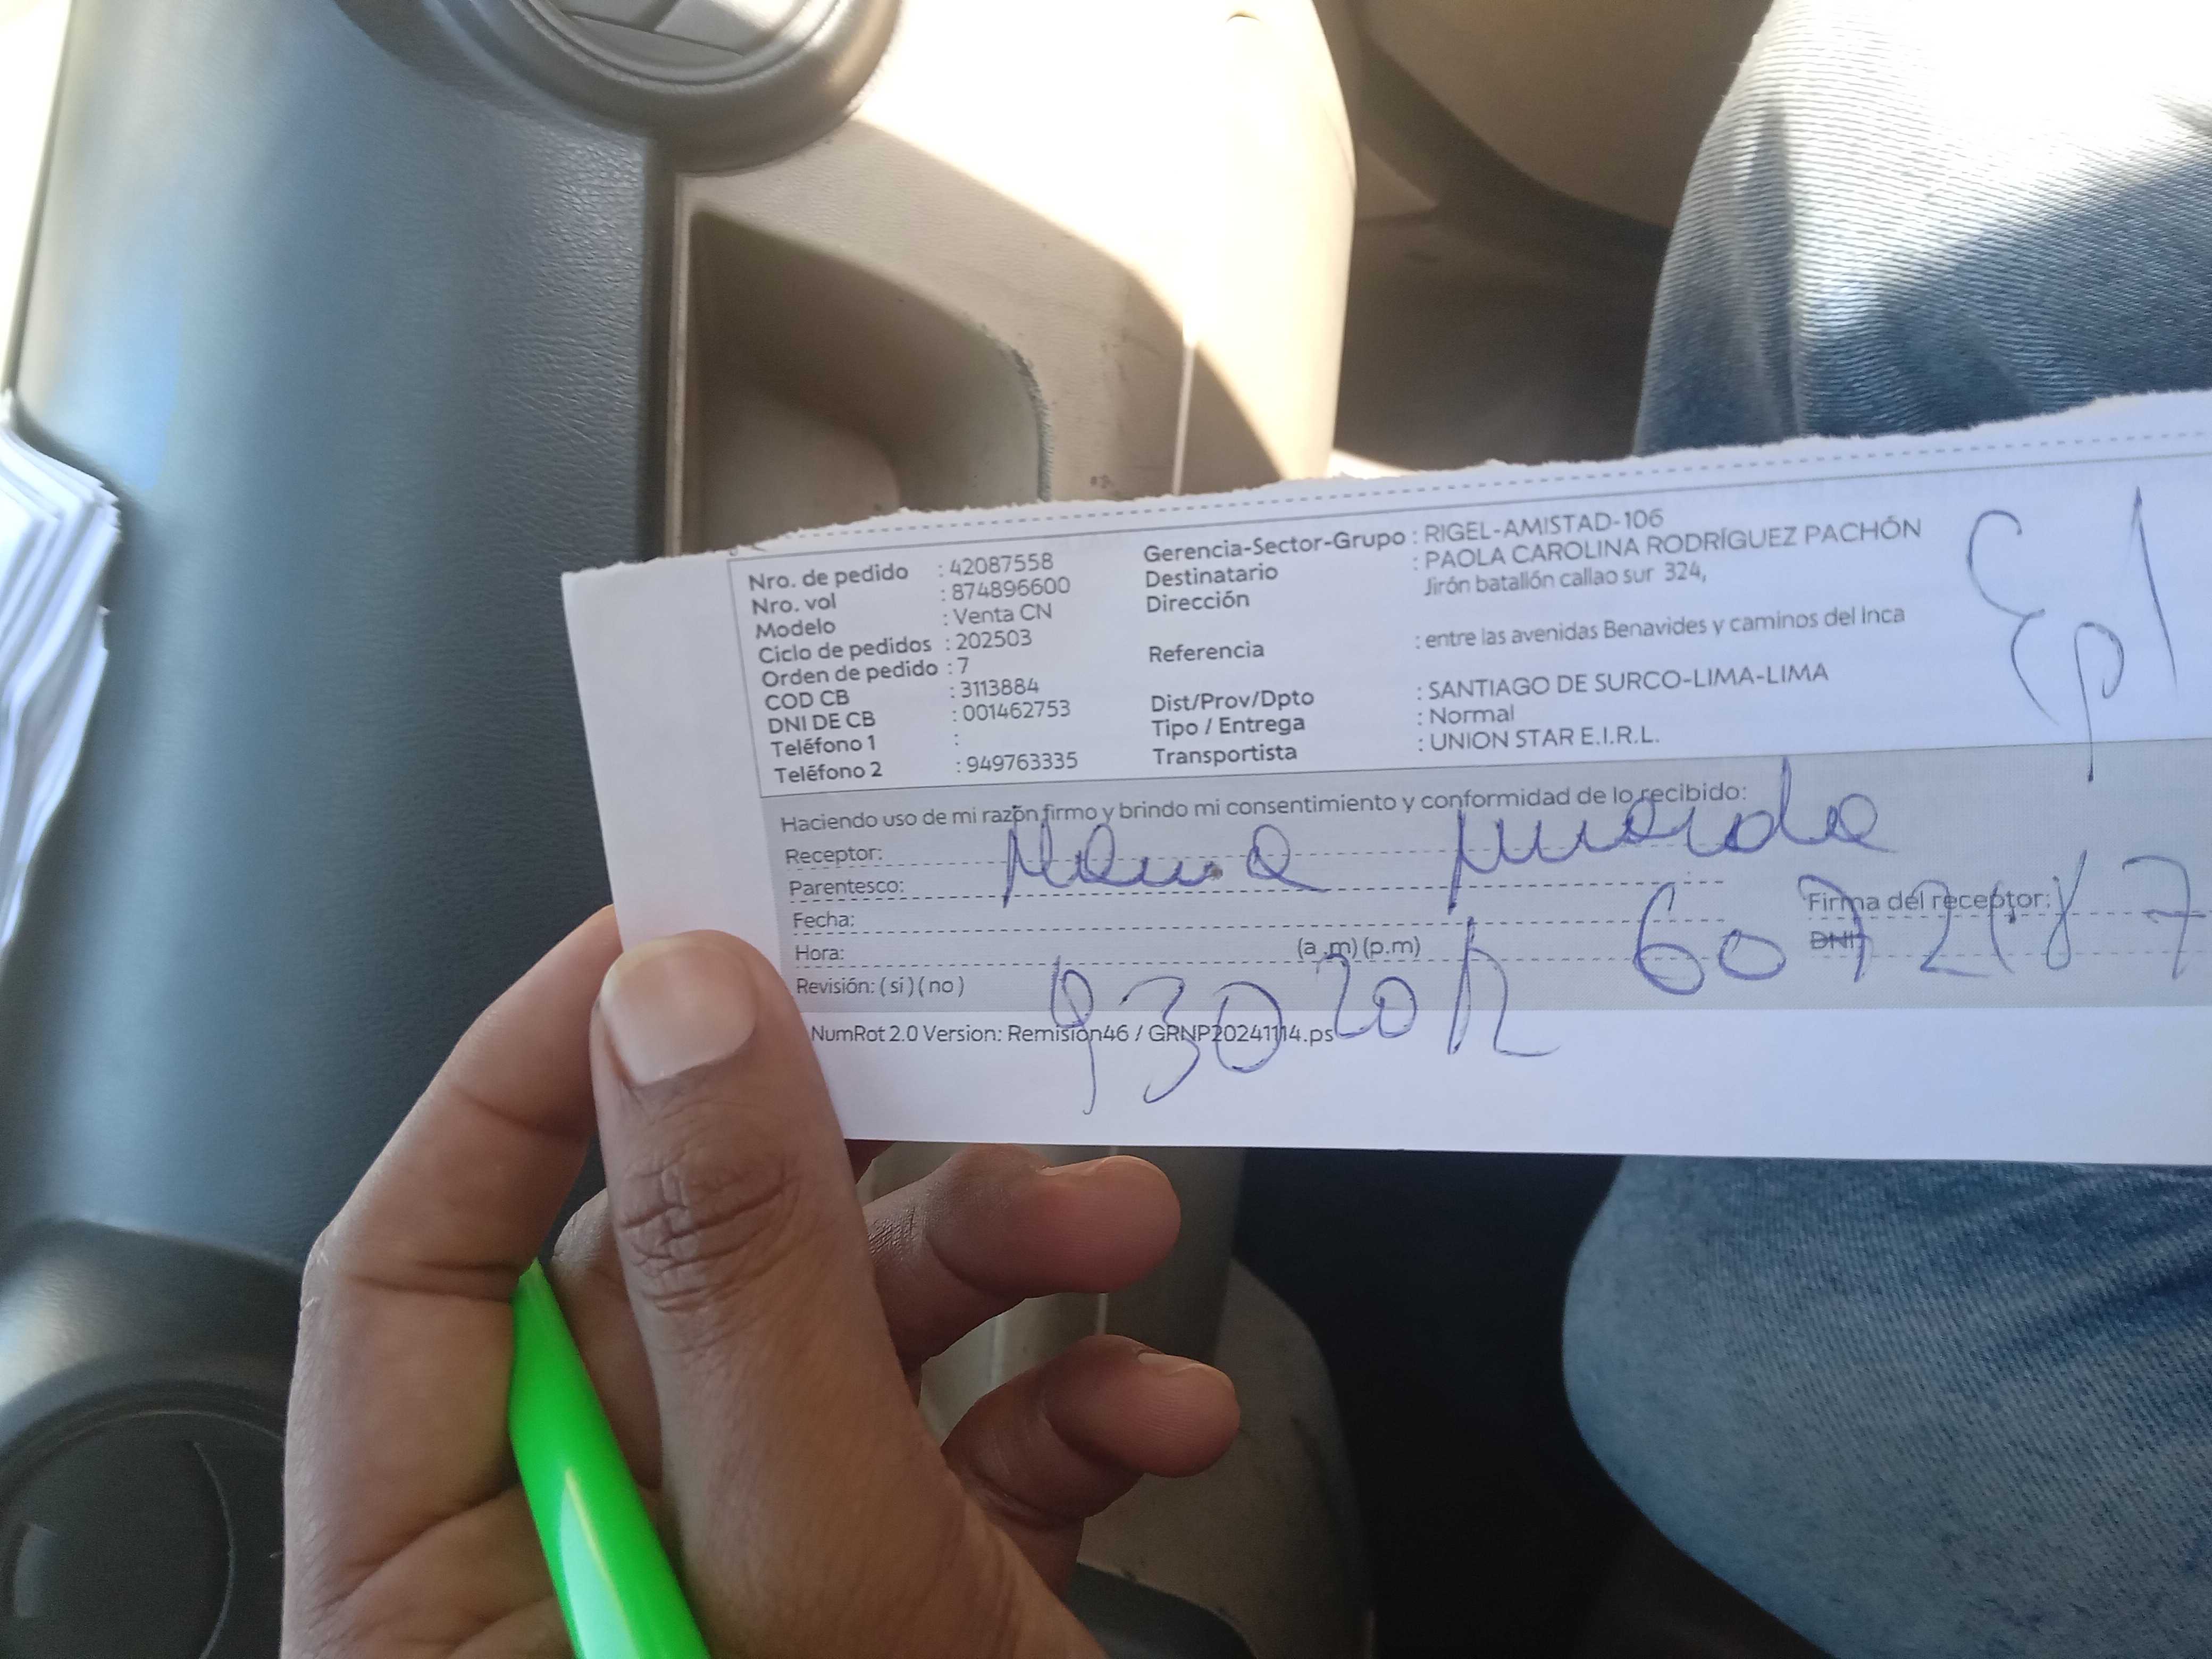 Nro. de pedido : 42087558
Nro. vol : 874896600
Modelo : Venta CN
Ciclo de pedidos : 202503
Orden de pedido : 7
COD CB : 3113884
DNI DE CB : 001462753
Teléfono 1 :
Teléfono 2 : 949763335
Gerencia-Sector-Grupo : RIGEL-AMISTAD-106
Destinatario : PAOLA CAROLINA RODRÍGUEZ PACHÓN
Dirección Jirón batallón callao sur 324,
Referencia : entre las avenidas Benavides y caminos del Inca
Dist/Prov/Dpto : SANTIAGO DE SURCO-LIMA-LIMA
Tipo / Entrega : Normal
Transportista : UNION STAR E.I.R.L.
Haciendo uso de mi razón firmo y brindo mi consentimiento y conformidad de lo recibido:
Receptor:
Parentesco:
Fecha:
Hora: (a .m) (p.m)
Revisión: ( si ) ( no )
Firma del receptor:
DNI
NumRot 2.0 Version: Remision46 / GRNP20241114.ps